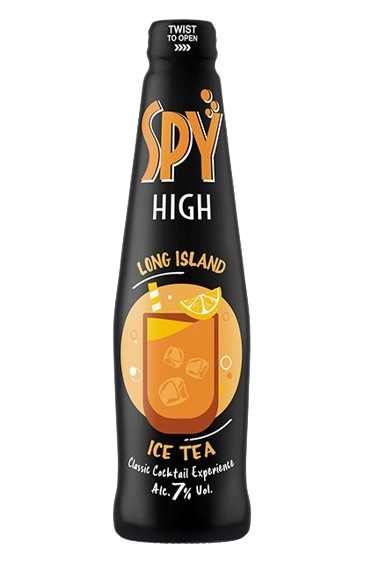 TWIST
TO OPEN
SPY
HIGH
LONG ISLAND
ICE TEA
Classic Cocktail Experience
Alc. 7% Vol.